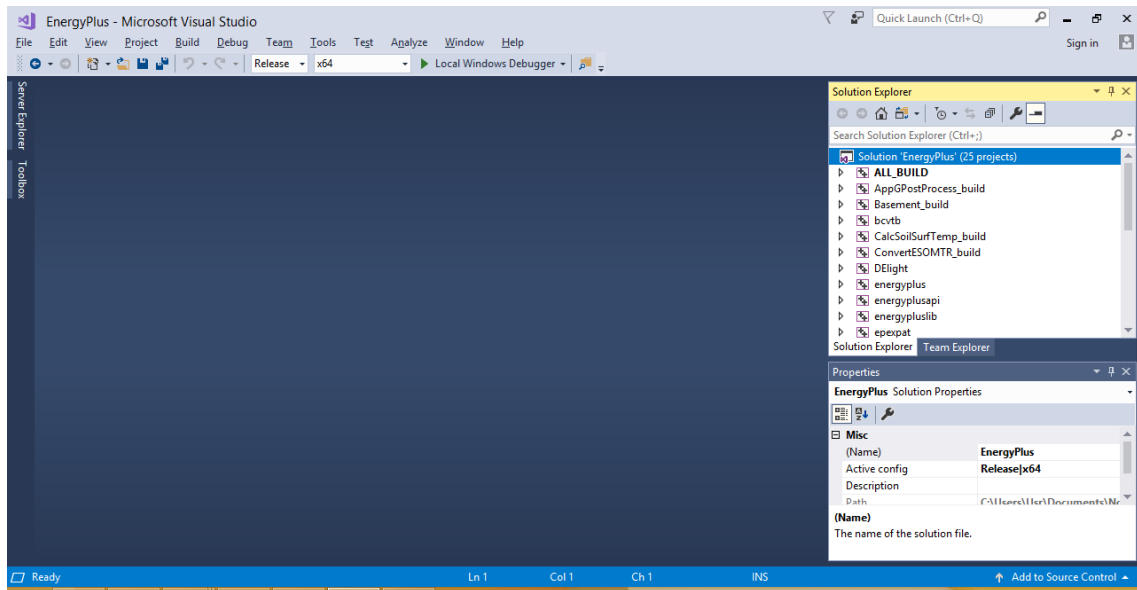 EnergyPlus - Microsoft Visual Studio
Quick Launch (Ctrl+Q)
File Edit View Project Build Debug Team Tools Test Analyze Window Help
Sign in
Release x64 Local Windows Debugger
Server Explorer
Toolbox
Solution Explorer
Search Solution Explorer (Ctrl+;)
Solution 'EnergyPlus' (25 projects)
ALL_BUILD
AppGPostProcess_build
Basement_build
bcvtb
CalcSoilSurfTemp_build
ConvertESOMTR_build
DElight
energyplus
energyplusapi
energypluslib
epexpat
Solution Explorer Team Explorer
Properties
EnergyPlus Solution Properties
Misc
(Name) EnergyPlus
Active config Release|x64
Description
Path C:\Users\Usr\Documents\Nc
(Name)
The name of the solution file.
Ready Ln 1 Col 1 Ch 1 INS Add to Source Control